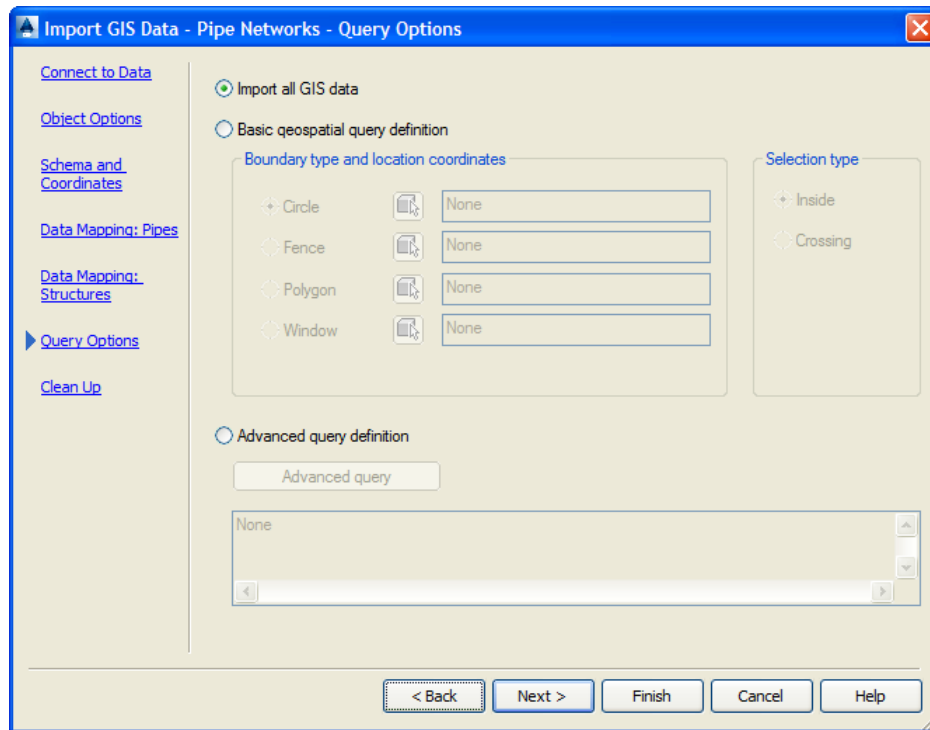 Import GIS Data - Pipe Networks - Query Options
Connect to Data
Object Options
Schema and
Coordinates
Data Mapping: Pipes
Data Mapping:
Structures
Query Options
Clean Up
Import all GIS data
Basic geospatial query definition
Boundary type and location coordinates
Circle
None
Fence
None
Polygon
None
Window
None
Selection type
Inside
Crossing
Advanced query definition
Advanced query
None
< Back
Next >
Finish
Cancel
Help